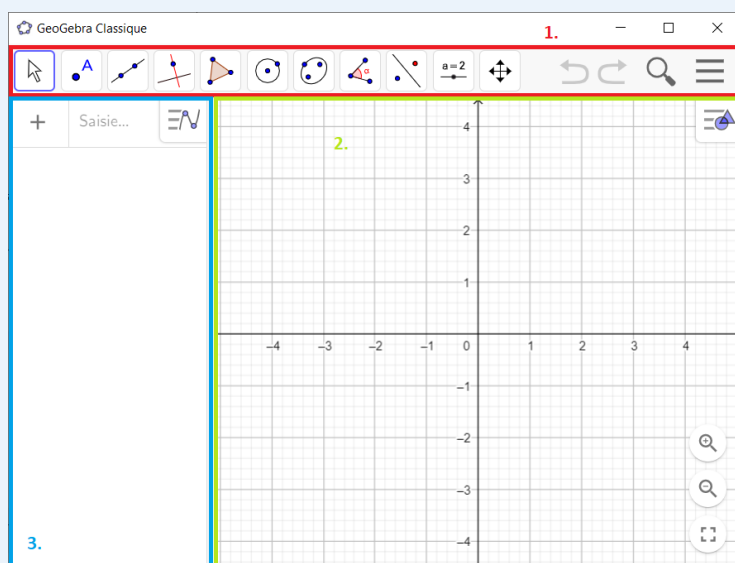 GeoGebra Classique
1.
A
α
a=2
+ Saisie...
2.
4
3
2
1
–4 –3 –2 –1 0 1 2 3 4
–1
–2
–3
–4
3.